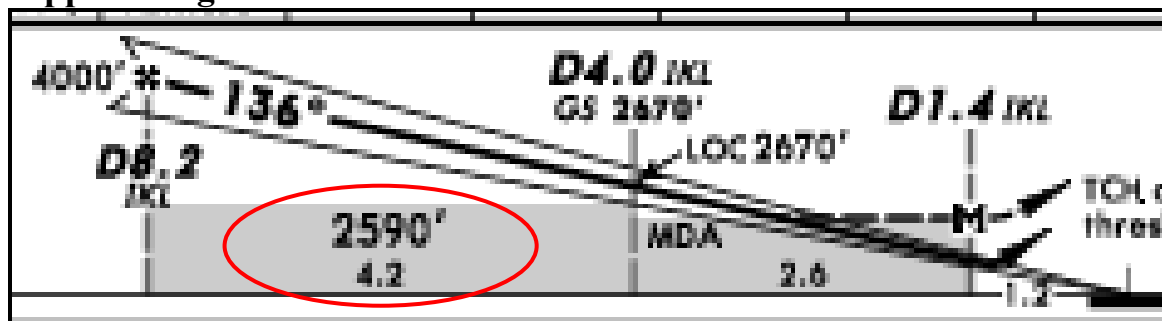 4000'
136°
D8.2
IKL
D4.0 IKL
GS 2670'
LOC 2670'
D1.4 IKL
M
TCH,
2590'
MDA
4.2
2.6
1.2